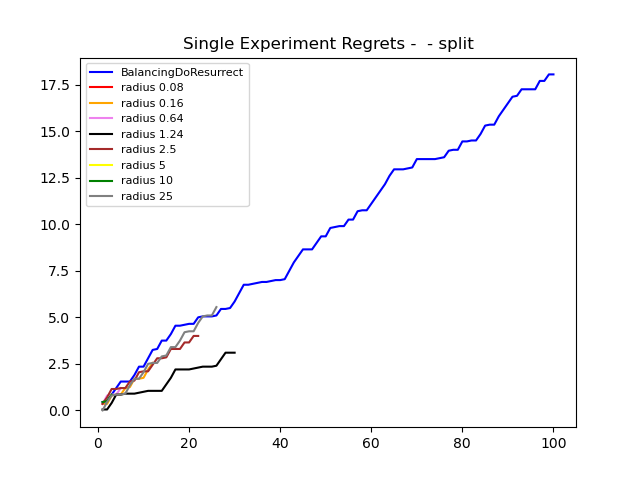 Single Experiment Regrets -  - split
BalancingDoResurrect
radius 0.08
radius 0.16
radius 0.64
radius 1.24
radius 2.5
radius 5
radius 10
radius 25
17.5
15.0
12.5
10.0
7.5
5.0
2.5
0.0
0 20 40 60 80 100